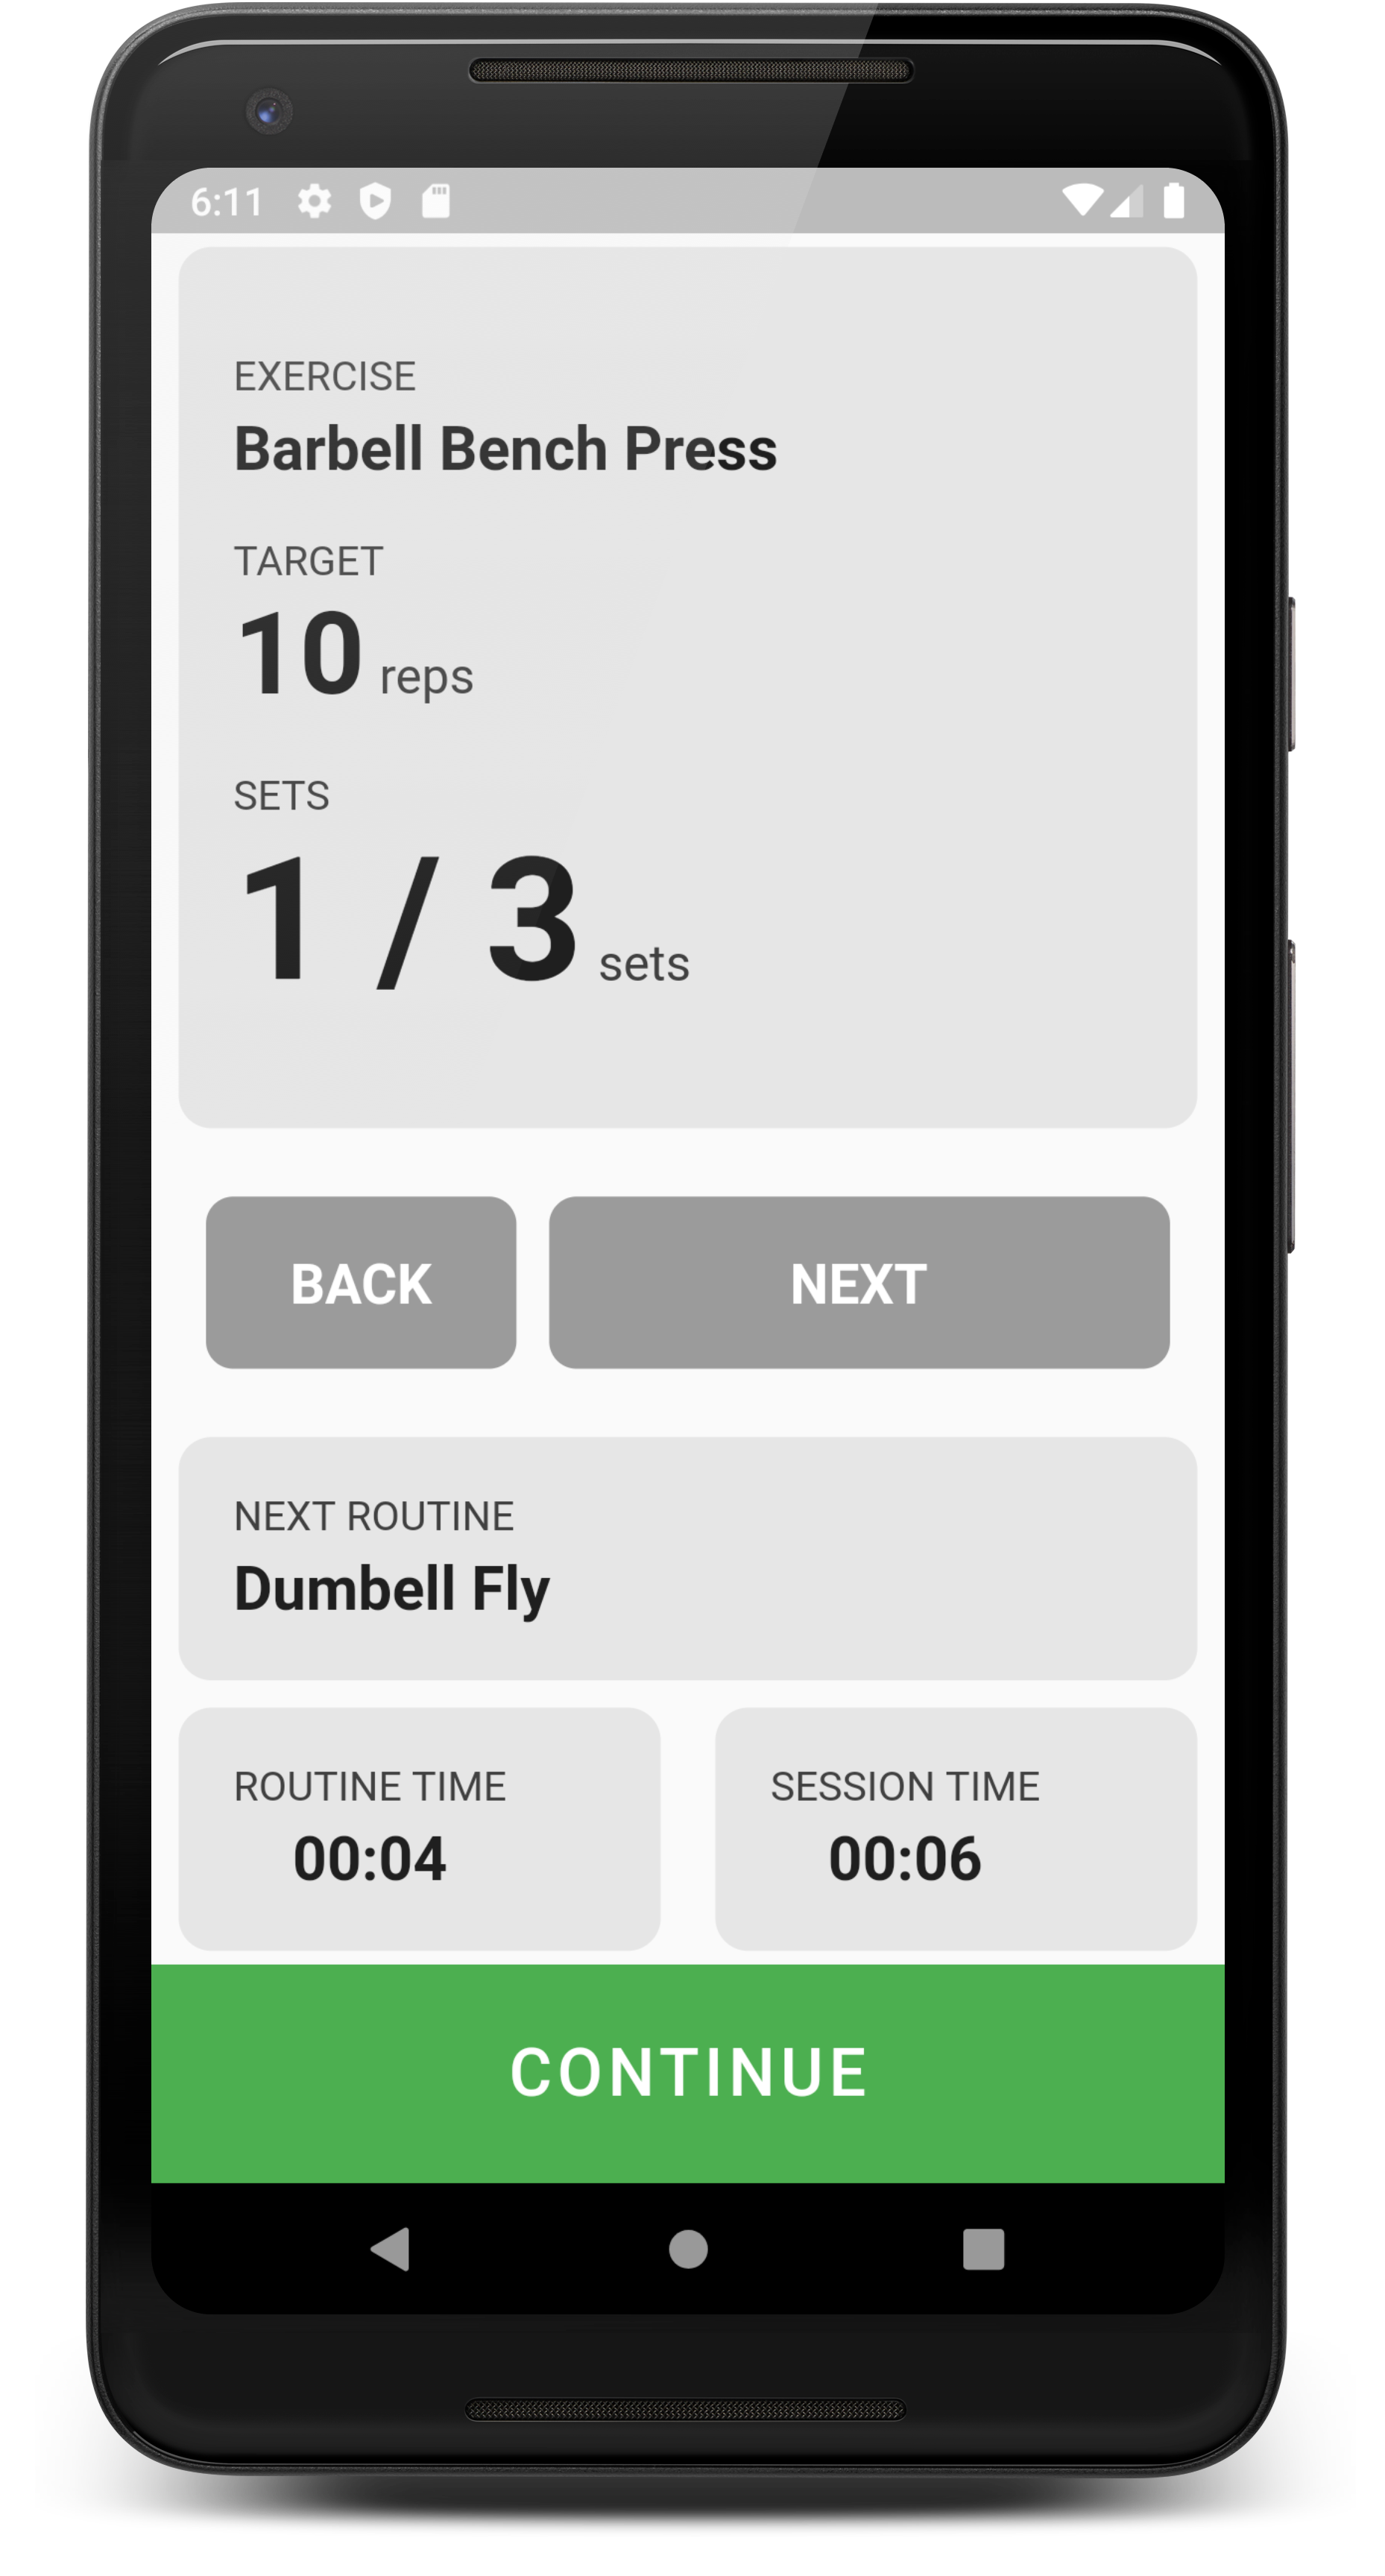 6:11
EXERCISE
Barbell Bench Press
TARGET
10 reps
SETS
1 / 3 sets
BACK
NEXT
NEXT ROUTINE
Dumbell Fly
ROUTINE TIME
SESSION TIME
00:04
00:06
CONTINUE